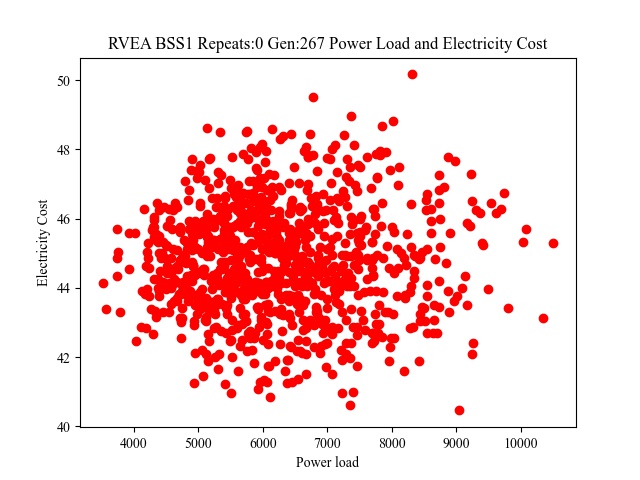 RVEA BSS1 Repeats:0 Gen:267 Power Load and Electricity Cost
50
48
46
44
42
40
Electricity Cost
4000 5000 6000 7000 8000 9000 10000
Power load